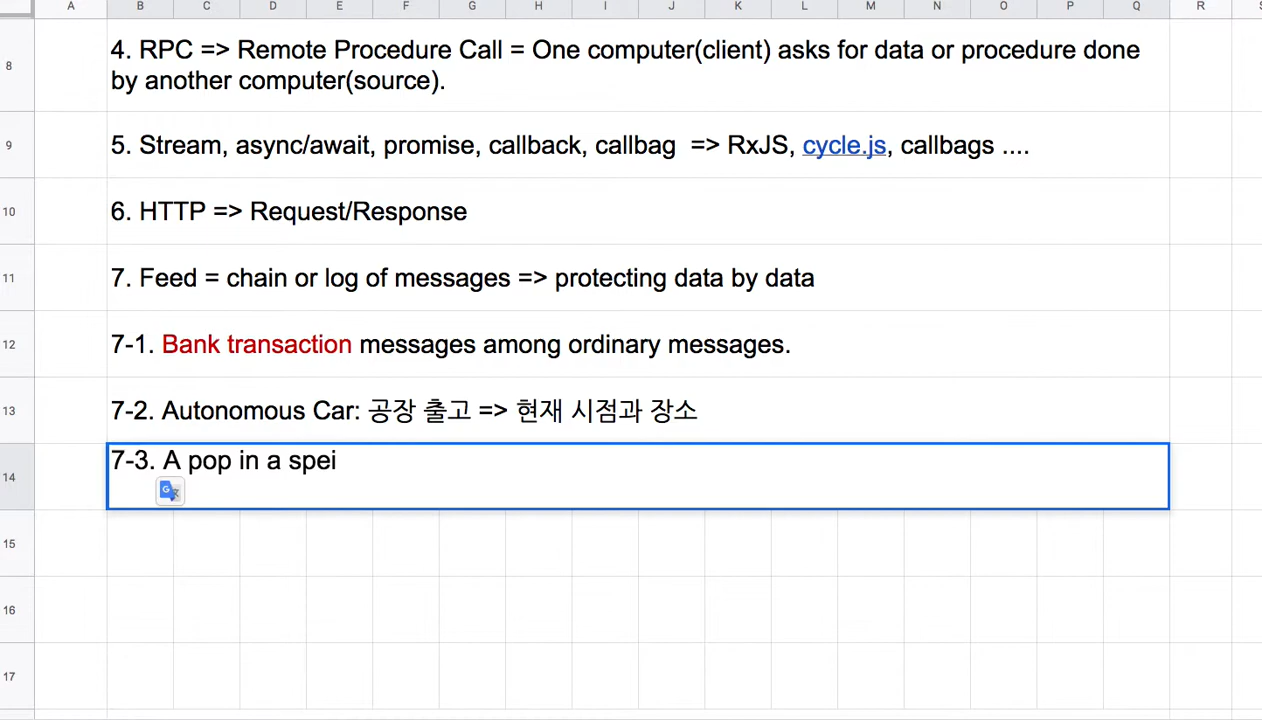 A B C D E F G H I J K L M N O P Q R
8
4. RPC => Remote Procedure Call = One computer(client) asks for data or procedure done
by another computer(source).
9
5. Stream, async/await, promise, callback, callbag => RxJS, cycle.js, callbags ....
10
6. HTTP => Request/Response
11
7. Feed = chain or log of messages => protecting data by data
12
7-1. Bank transaction messages among ordinary messages.
13
7-2. Autonomous Car: 공장 출고 => 현재 시점과 장소
14
7-3. A pop in a spei
15
16
17